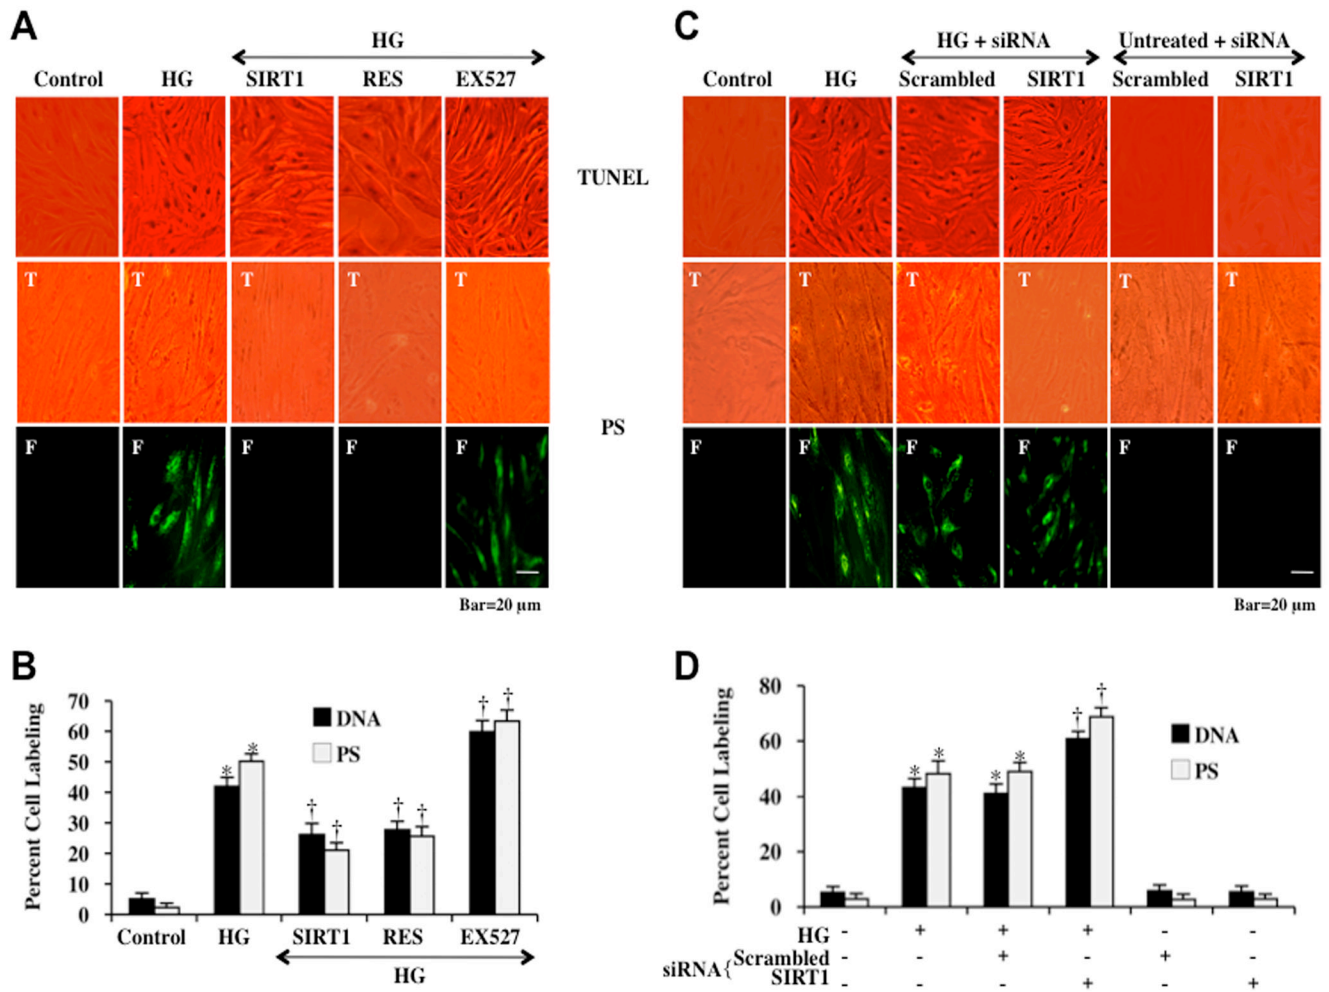 A
HG
Control HG SIRT1 RES EX527
TUNEL
T T T T T
PS
F F F F F
Bar=20 µm
C
HG + siRNA Untreated + siRNA
Control HG Scrambled SIRT1 Scrambled SIRT1
T T T T T T
F F F F F F
Bar=20 µm
B
Percent Cell Labeling
70
60
50
40
30
20
10
0
DNA
PS
* * † † † † † †
Control HG SIRT1 RES EX527
HG
D
Percent Cell Labeling
80
60
40
20
0
DNA
PS
* * * * † †
HG - + + + - -
siRNA{ Scrambled - - + - + -
SIRT1 - - - + - +